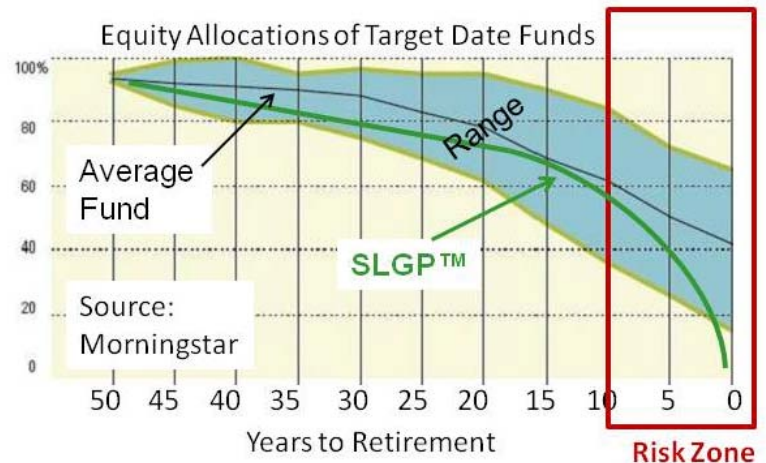 Equity Allocations of Target Date Funds
100%
80
60
40
20
0
Range
Average
Fund
SLGP™
Source:
Morningstar
50 45 40 35 30 25 20 15 10 5 0
Years to Retirement
Risk Zone